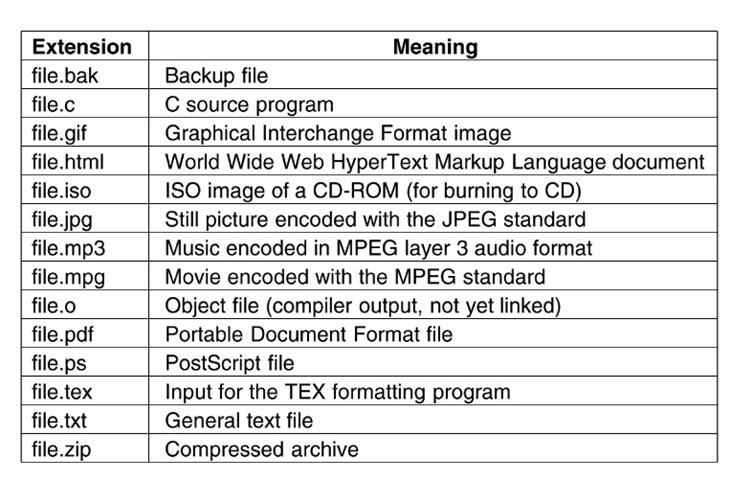 Extension Meaning
file.bak Backup file
file.c C source program
file.gif Graphical Interchange Format image
file.html World Wide Web HyperText Markup Language document
file.iso ISO image of a CD-ROM (for burning to CD)
file.jpg Still picture encoded with the JPEG standard
file.mp3 Music encoded in MPEG layer 3 audio format
file.mpg Movie encoded with the MPEG standard
file.o Object file (compiler output, not yet linked)
file.pdf Portable Document Format file
file.ps PostScript file
file.tex Input for the TEX formatting program
file.txt General text file
file.zip Compressed archive